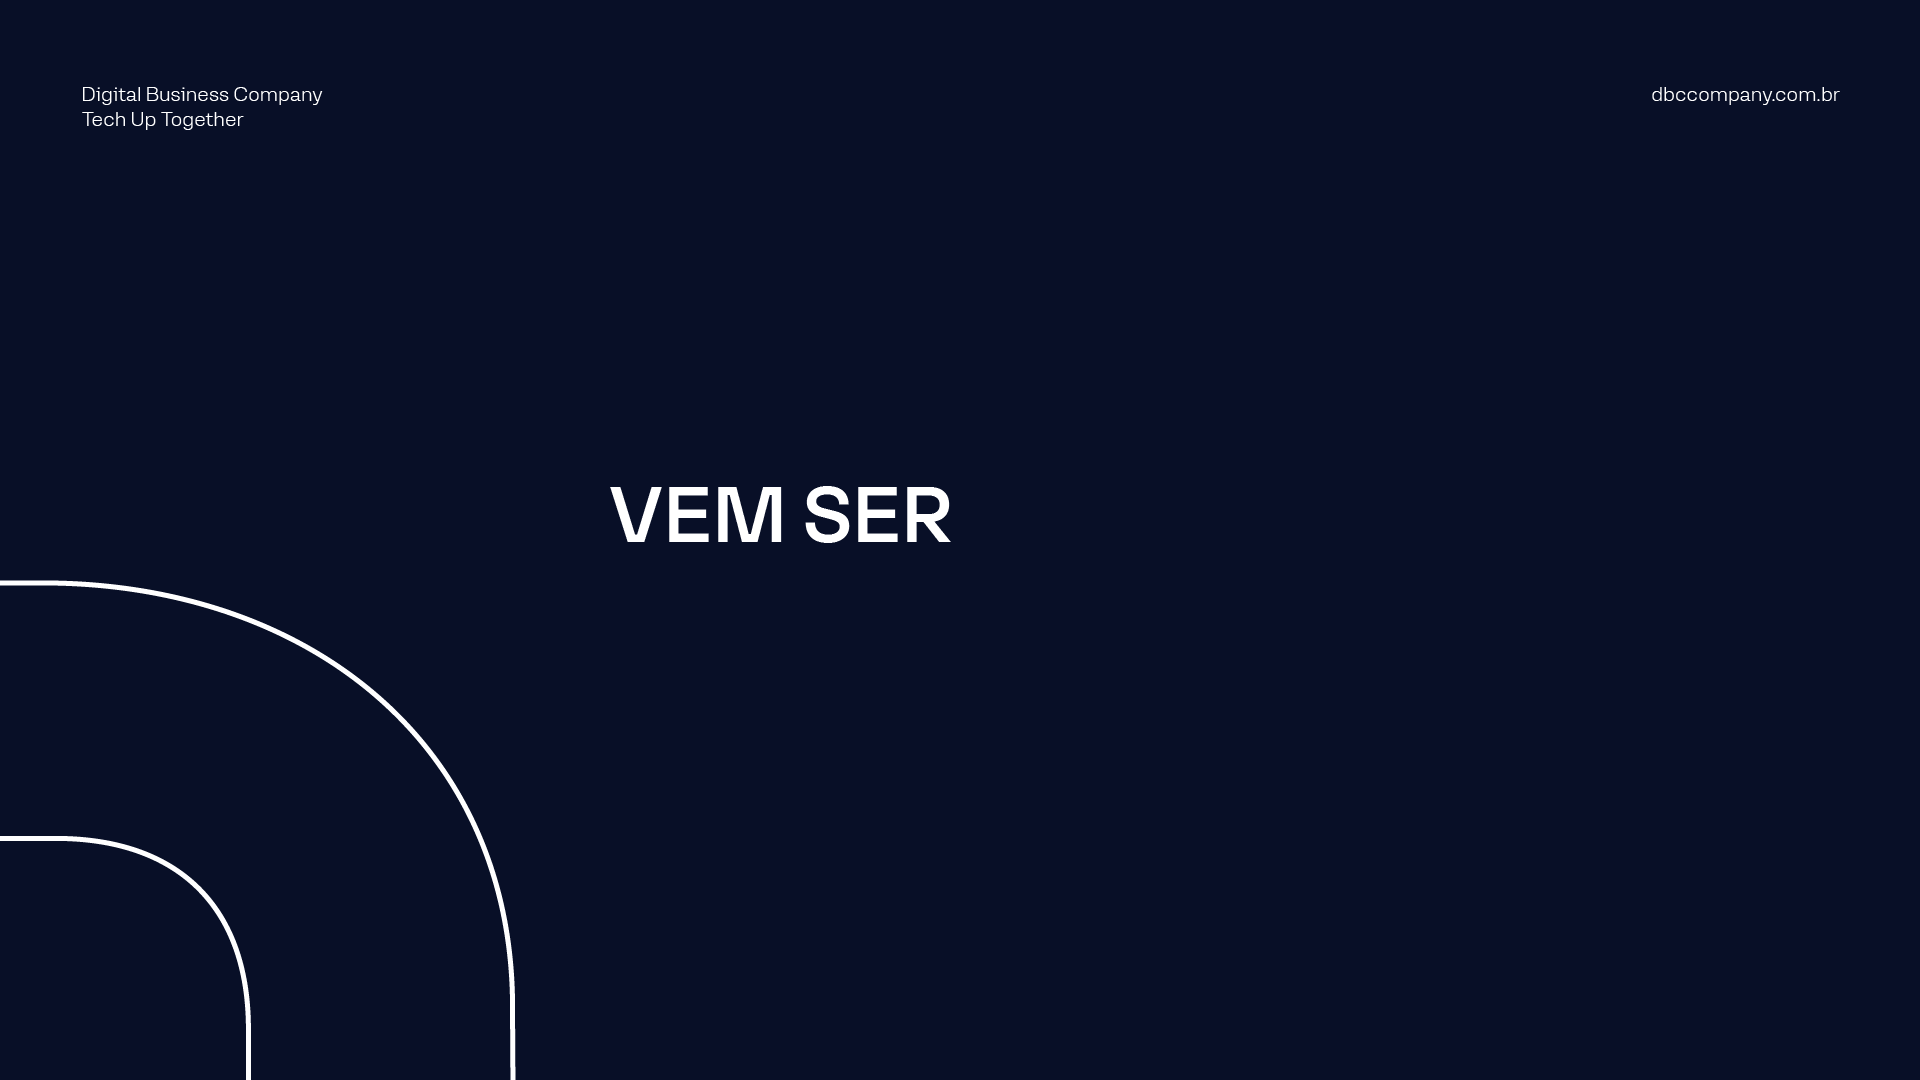 Digital Business Company
Tech Up Together
dbccompany.com.br
VEM SER